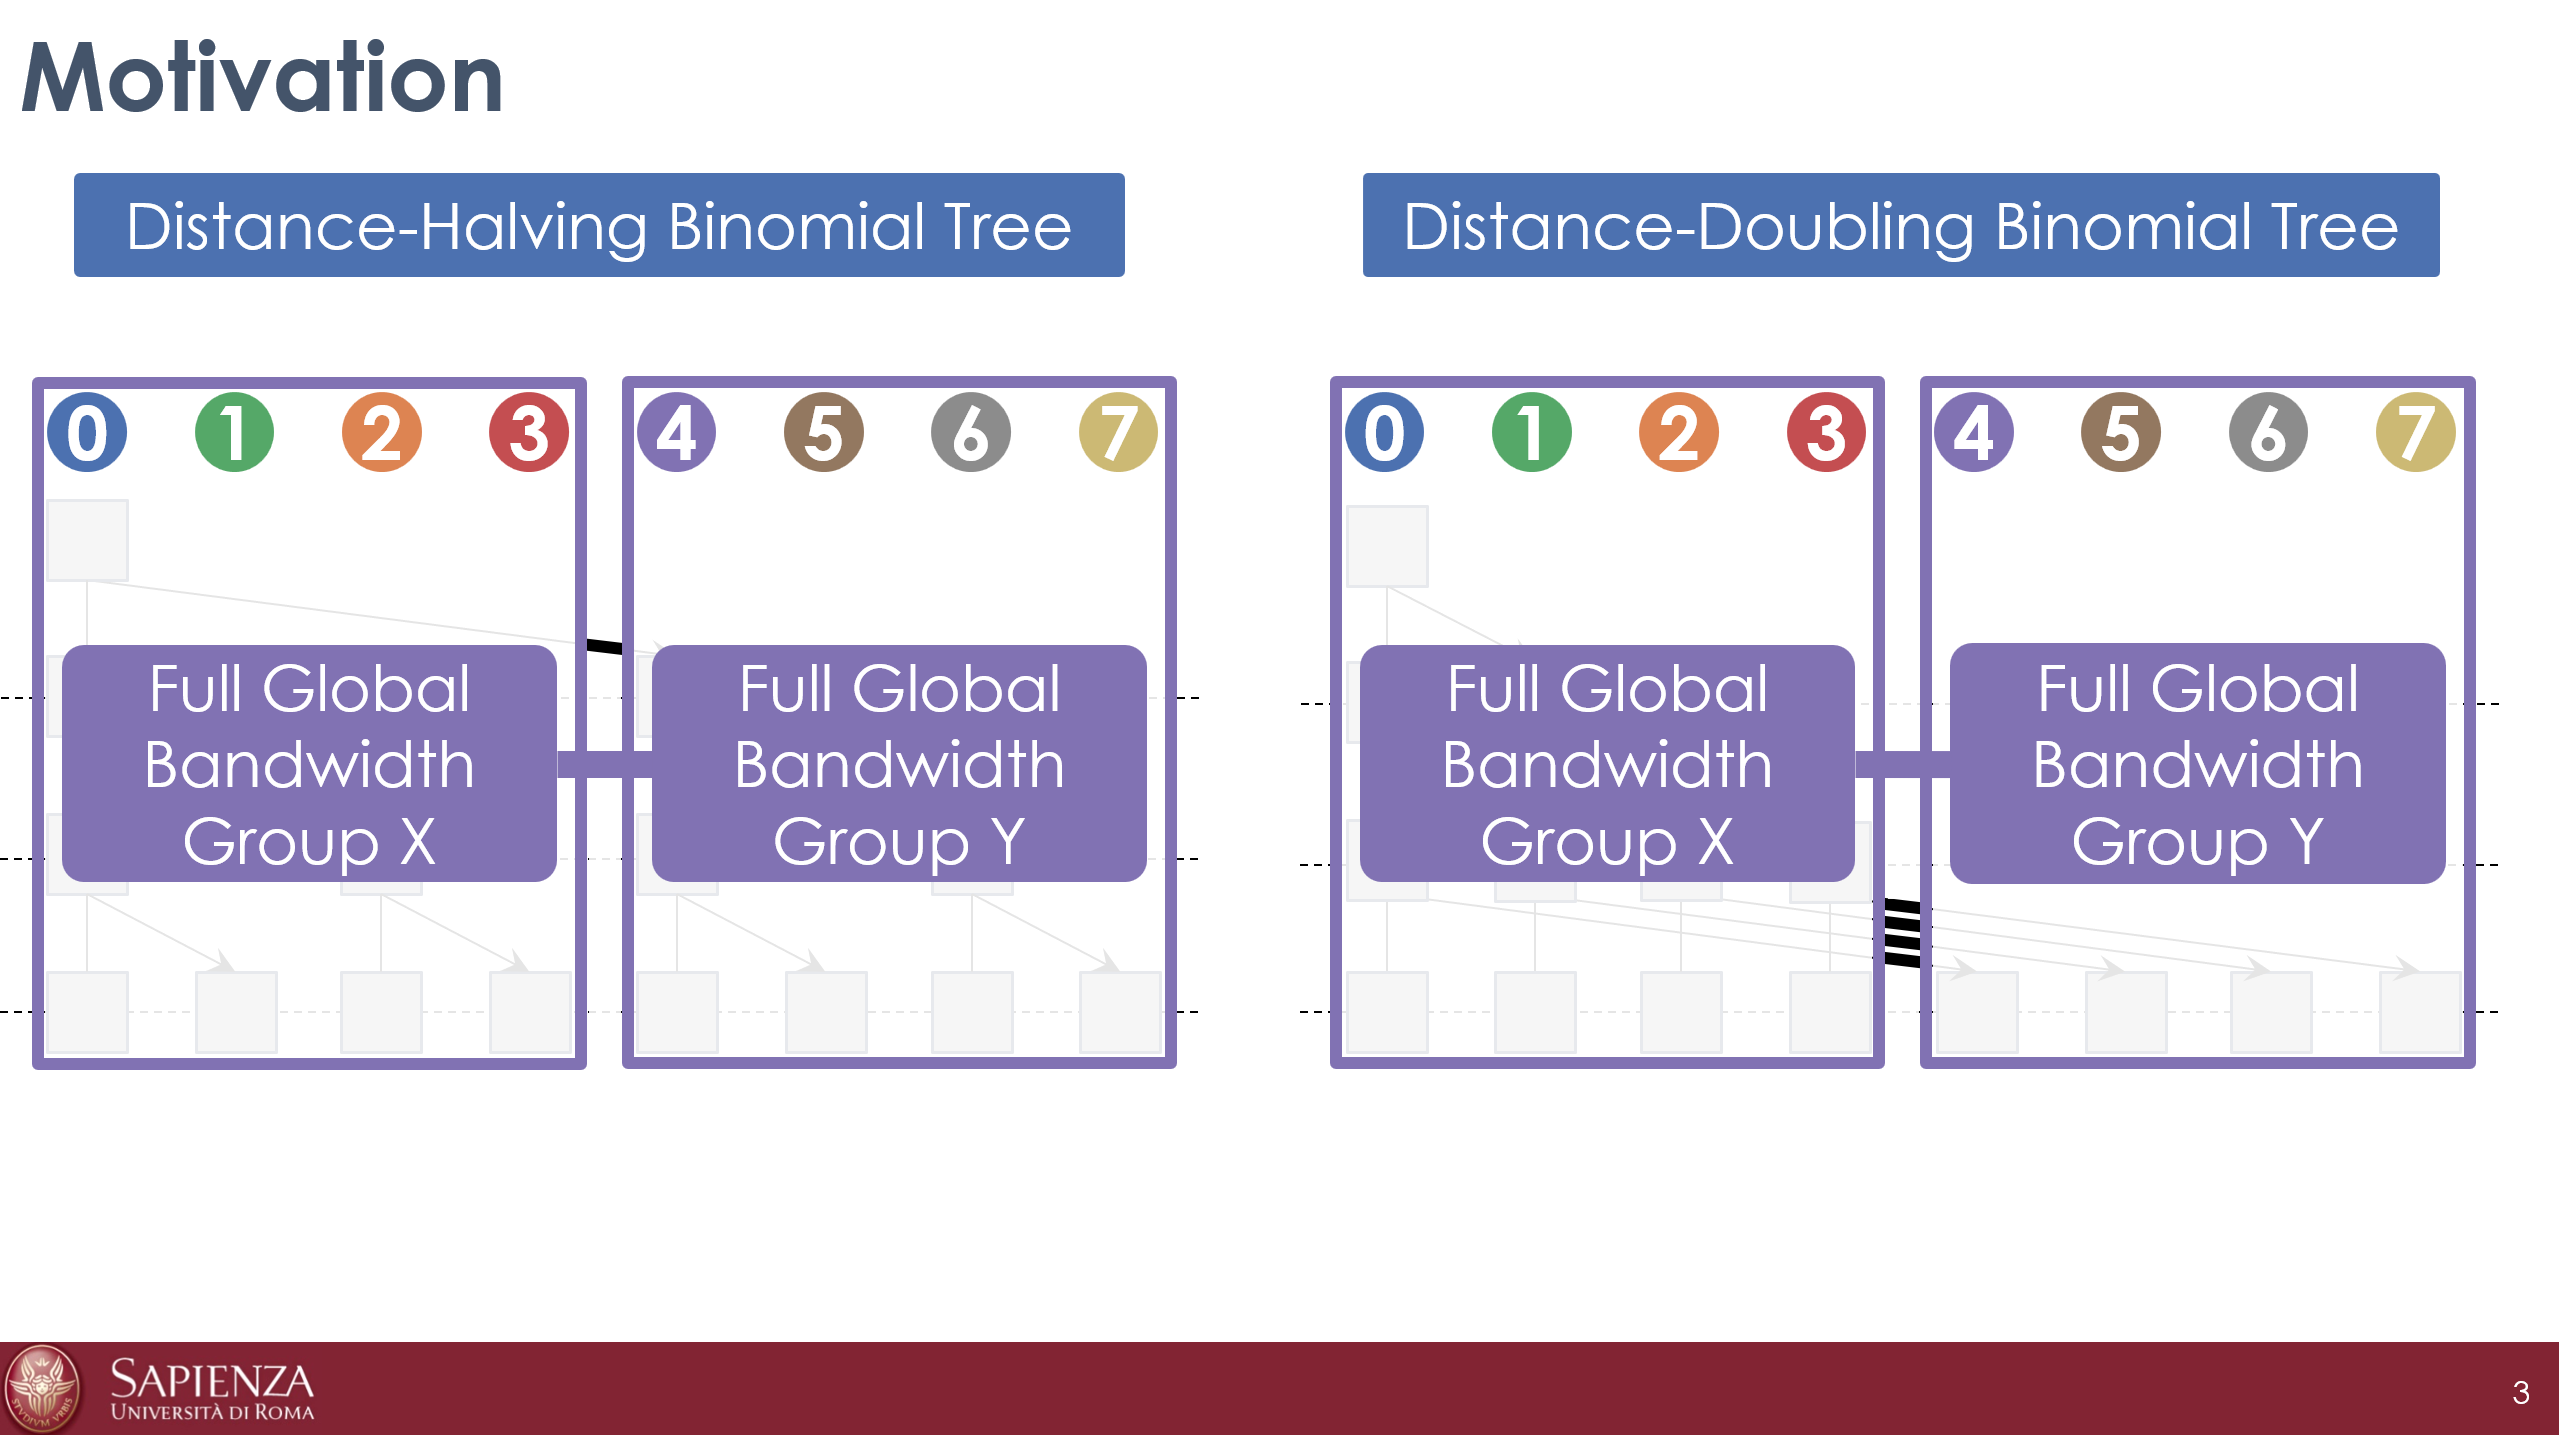 Motivation
Distance-Halving Binomial Tree
Distance-Doubling Binomial Tree
0 1 2 3 4 5 6 7
0 1 2 3 4 5 6 7
Full Global
Bandwidth
Group X
Full Global
Bandwidth
Group Y
Full Global
Bandwidth
Group X
Full Global
Bandwidth
Group Y
STVDIVM VRBIS
SAPIENZA
UNIVERSITÀ DI ROMA
3